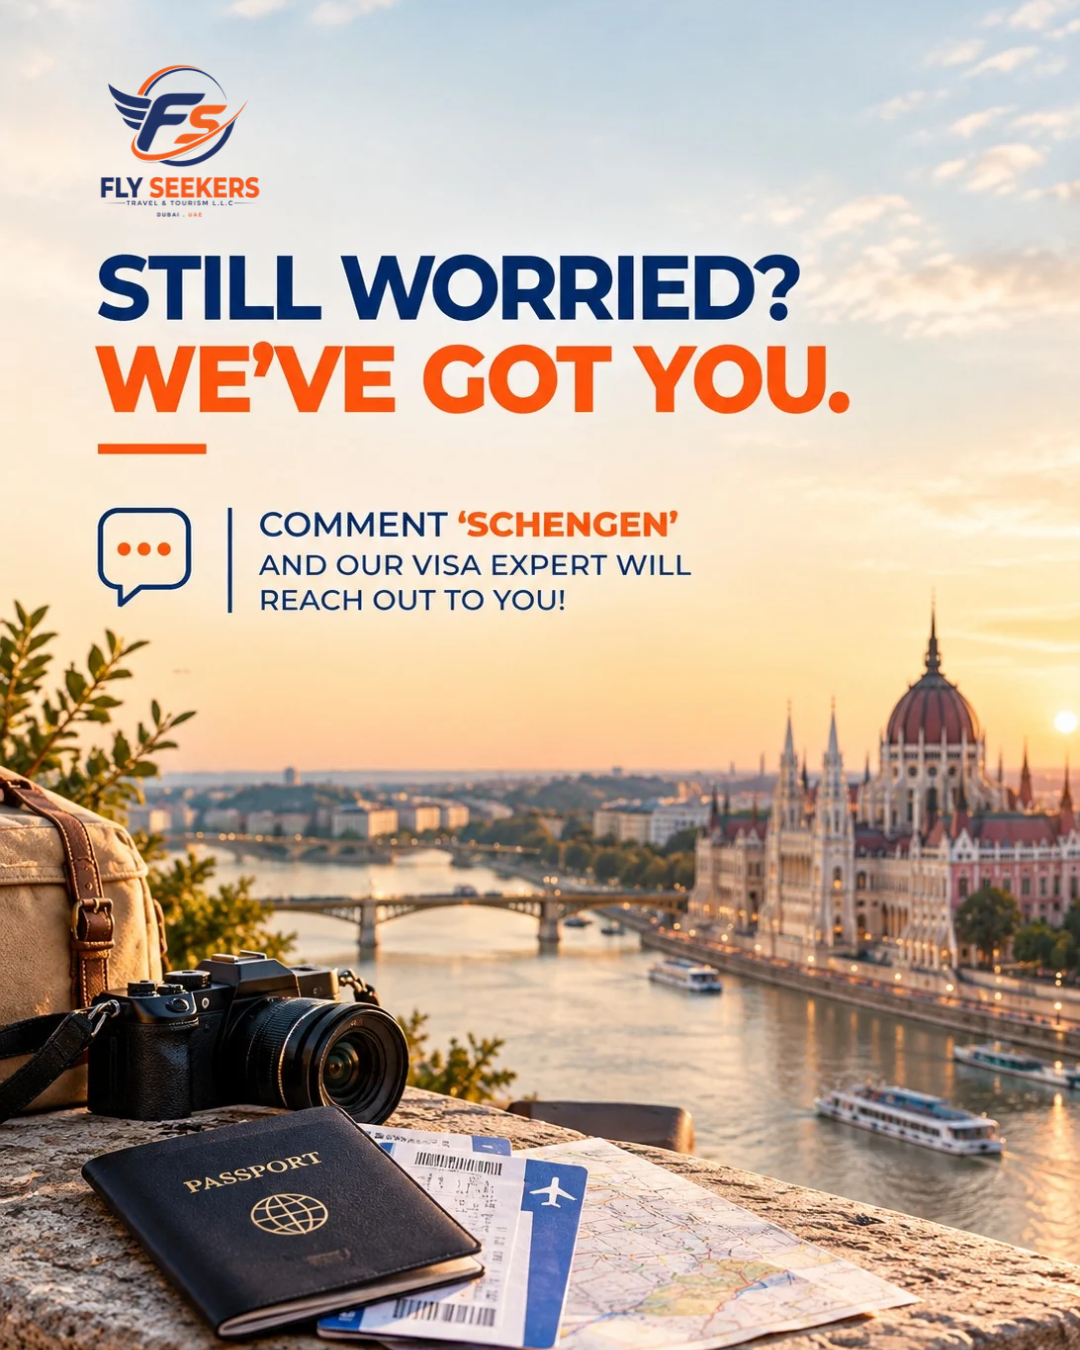 FS
FLY SEEKERS
TRAVEL & TOURISM L.L.C
DUBAI . UAE
STILL WORRIED?
WE'VE GOT YOU.
COMMENT ‘SCHENGEN’
AND OUR VISA EXPERT WILL
REACH OUT TO YOU!
PASSPORT